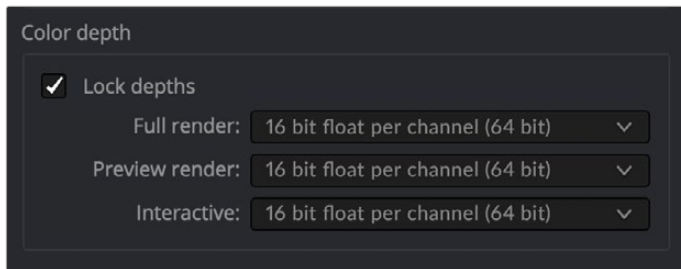 Color depth
Lock depths
Full render: 16 bit float per channel (64 bit)
Preview render: 16 bit float per channel (64 bit)
Interactive: 16 bit float per channel (64 bit)